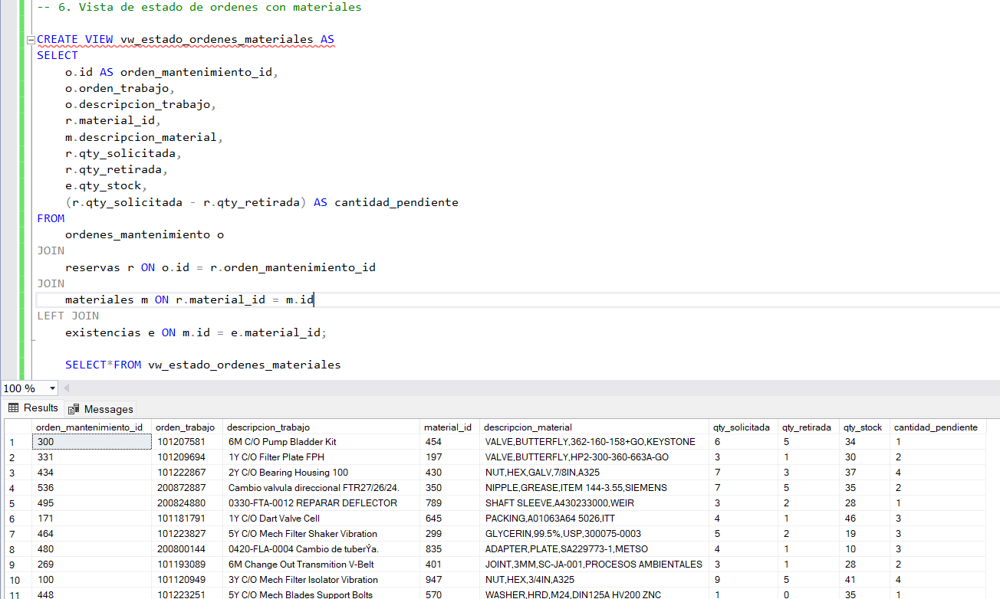 -- 6. Vista de estado de ordenes con materiales
CREATE VIEW vw_estado_ordenes_materiales AS
SELECT
o.id AS orden_mantenimiento_id,
o.orden_trabajo,
o.descripcion_trabajo,
r.material_id,
m.descripcion_material,
r.qty_solicitada,
r.qty_retirada,
e.qty_stock,
(r.qty_solicitada - r.qty_retirada) AS cantidad_pendiente
FROM
ordenes_mantenimiento o
JOIN
reservas r ON o.id = r.orden_mantenimiento_id
JOIN
materiales m ON r.material_id = m.id
LEFT JOIN
existencias e ON m.id = e.material_id;
SELECT*FROM vw_estado_ordenes_materiales
100 %
Results Messages
orden_mantenimiento_id orden_trabajo descripcion_trabajo material_id descripcion_material qty_solicitada qty_retirada qty_stock cantidad_pendiente
1 300 101207581 6M C/O Pump Bladder Kit 454 VALVE,BUTTERFLY,362-160-158+GO,KEYSTONE 6 5 34 1
2 331 101209694 1Y C/O Filter Plate FPH 197 VALVE,BUTTERFLY,HP2-300-360-663A-GO 3 1 30 2
3 434 101222867 2Y C/O Bearing Housing 100 430 NUT,HEX,GALV,7/8IN,A325 7 3 37 4
4 536 200872887 Cambio valvula direccional FTR27/26/24. 350 NIPPLE,GREASE,ITEM 144-3.55,SIEMENS 7 5 35 2
5 495 200824880 0330-FTA-0012 REPARAR DEFLECTOR 789 SHAFT SLEEVE,A430233000,WEIR 3 2 28 1
6 171 101181791 1Y C/O Dart Valve Cell 645 PACKING,A01063A64 5026,ITT 4 1 46 3
7 464 101223827 5Y C/O Mech Filter Shaker Vibration 299 GLYCERIN,99.5%,USP,300075-0003 5 2 19 3
8 480 200800144 0420-FLA-0004 Cambio de tuberÝa. 835 ADAPTER,PLATE,SA229773-1,METSO 4 1 10 3
9 269 101193089 6M Change Out Transmition V-Belt 401 JOINT,3MM,SC-JA-001,PROCESOS AMBIENTALES 3 1 28 2
10 100 101120949 3Y C/O Mech Filter Isolator Vibration 947 NUT,HEX,3/4IN,A325 9 5 41 4
11 448 101223251 5Y C/O Mech Blades Support Bolts 570 WASHER,HRD,M24,DIN125A HV200 ZNC 1 0 35 1